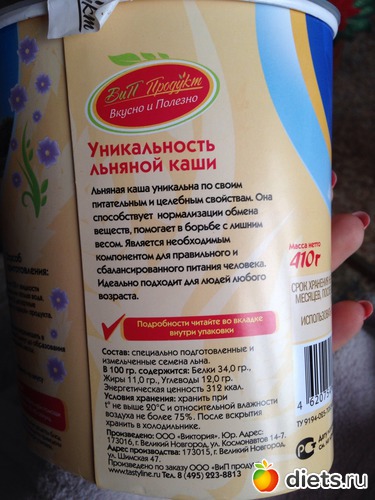 ВиП Продукт
Вкусно и Полезно
Уникальность
льняной каши
Льняная каша уникальна по своим
питательным и целебным свойствам. Она
способствует нормализации обмена
веществ, помогает в борьбе с лишним
весом. Является необходимым
компонентом для правильного и
сбалансированного питания человека.
Идеально подходит для людей любого
возраста.
Подробности читайте во вкладке
внутри упаковки
Масса нетто
410г
СРОК ХРАНЕНИЯ
МЕСЯЦЕВ,
Состав: специально подготовленные и
измельченные семена льна.
В 100 гр. содержится: Белки 34,0 гр.,
Жиры 11,0 гр., Углеводы 12,0 гр.
Энергетическая ценность 312 ккал.
Условия хранения: хранить при
t° не выше 20°С и относительной влажности
воздуха не более 75%. После вскрытия
хранить в холодильнике.
Произведено: ООО «Виктория». Юр. Адрес:
173015, г. Великий Новгород, ул. Космонавтов 14-7.
Адрес производства: 173015, г. Великий Новгород,
ул. Шимская 47.
Произведено по заказу ООО «ВиП продукт»
www.tastyline.ru Тел: 8 (495) 223-8813
diets.ru